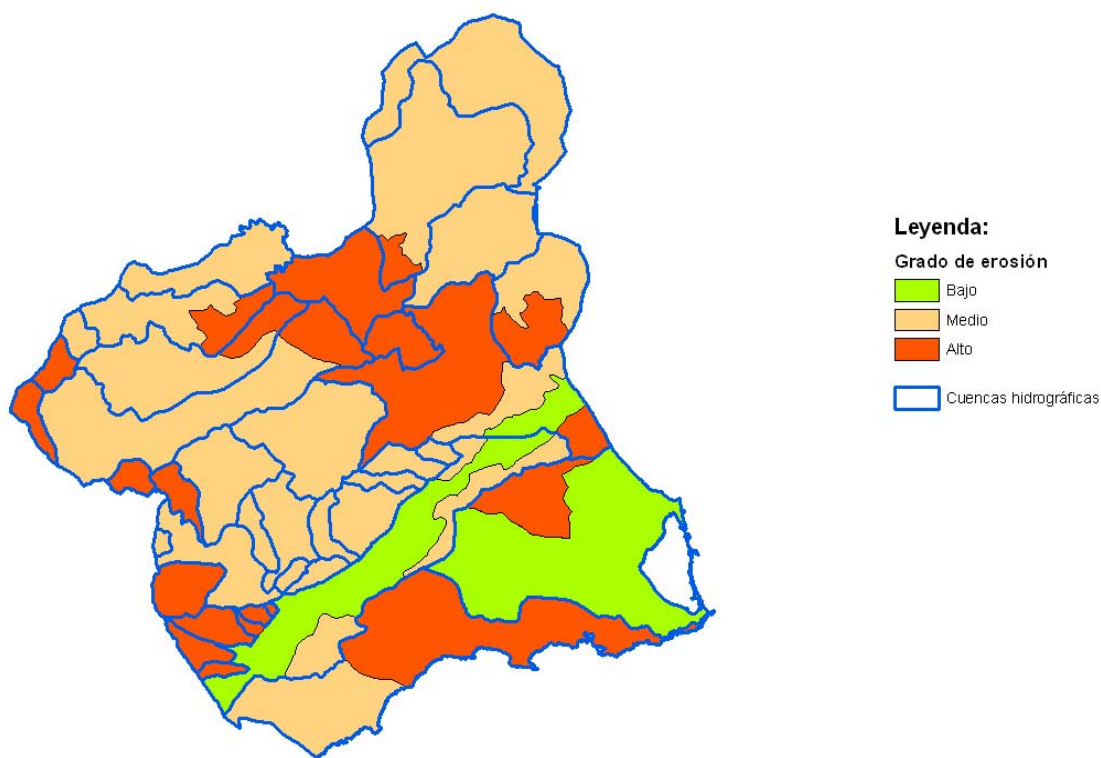 Leyenda:
Grado de erosión
Bajo
Medio
Alto
Cuencas hidrográficas